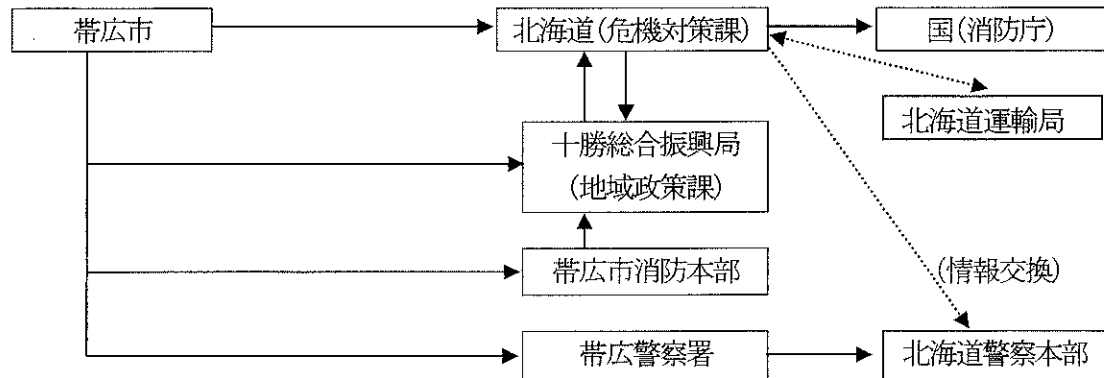 帯広市
北海道(危機対策課)
国(消防庁)
北海道運輸局
十勝総合振興局
(地域政策課)
帯広市消防本部
(情報交換)
帯広警察署
北海道警察本部